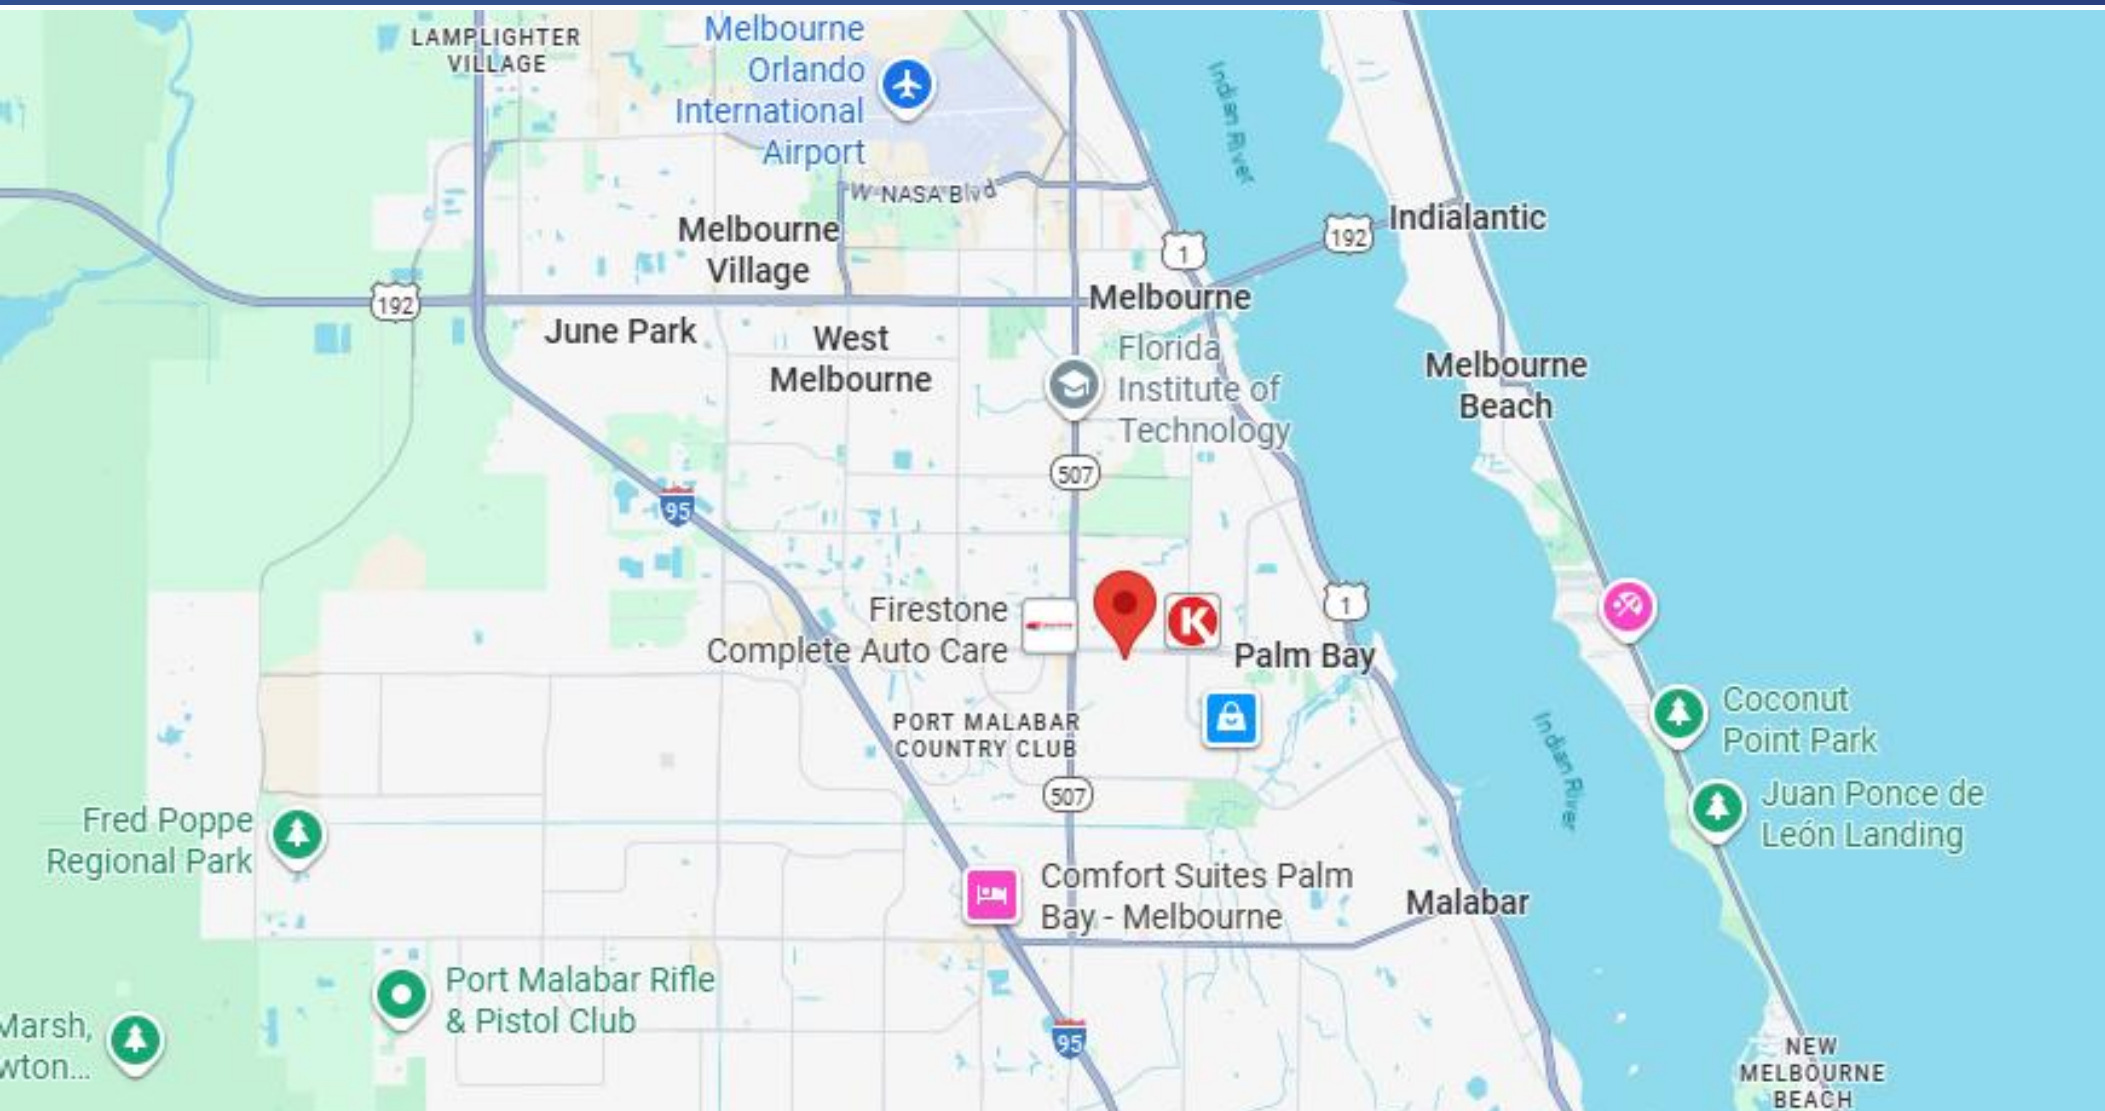 LAMPLIGHTER
VILLAGE
Melbourne
Orlando
International
Airport
Indian River
W NASA Blvd
Melbourne
Village
192
Indialantic
1
192
Melbourne
June Park
West
Melbourne
Florida
Institute of
Technology
Melbourne
Beach
507
95
Firestone
Complete Auto Care
K
1
Palm Bay
PORT MALABAR
COUNTRY CLUB
Coconut
Point Park
Indian River
507
Juan Ponce de
León Landing
Fred Poppe
Regional Park
Comfort Suites Palm
Bay - Melbourne
Malabar
Port Malabar Rifle
& Pistol Club
Marsh,
wton...
95
NEW
MELBOURNE
BEACH